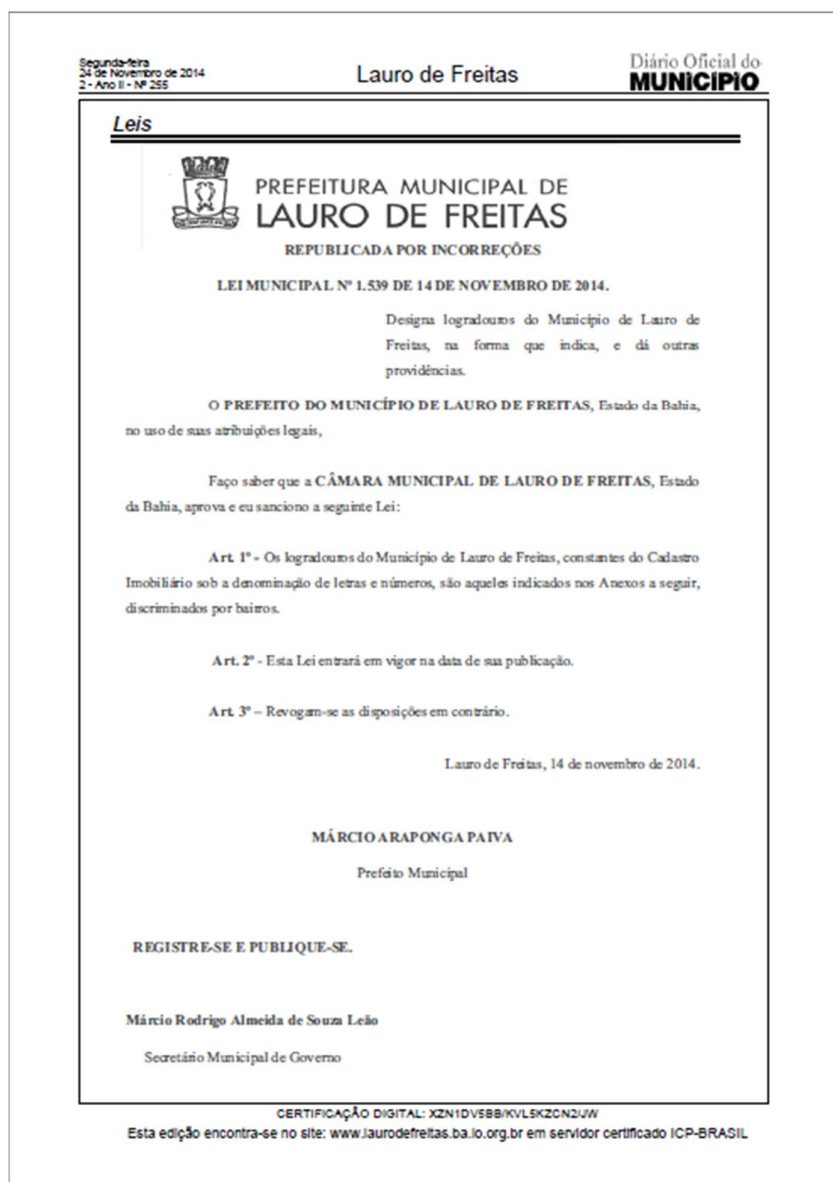 Segunda-feira
24 de Novembro de 2014
2 - Ano II - Nº 255
Lauro de Freitas
Diário Oficial do
MUNICÍPIO
Leis
PREFEITURA MUNICIPAL DE
LAURO DE FREITAS
REPUBLICADA POR INCORREÇÕES
LEI MUNICIPAL Nº 1.539 DE 14 DE NOVEMBRO DE 2014.
Designa logradouros do Município de Lauro de
Freitas, na forma que indica, e dá outras
providências.
O PREFEITO DO MUNICÍPIO DE LAURO DE FREITAS, Estado da Bahia,
no uso de suas atribuições legais,
Faço saber que a CÂMARA MUNICIPAL DE LAURO DE FREITAS, Estado
da Bahia, aprova e eu sanciono a seguinte Lei:
Art. 1º - Os logradouros do Município de Lauro de Freitas, constantes do Cadastro
Imobiliário sob a denominação de letras e números, são aqueles indicados nos Anexos a seguir,
discriminados por bairros.
Art. 2º - Esta Lei entrará em vigor na data de sua publicação.
Art. 3º – Revogam-se as disposições em contrário.
Lauro de Freitas, 14 de novembro de 2014.
MÁRCIO ARAPONGA PAIVA
Prefeito Municipal
REGISTRE-SE E PUBLIQUE-SE.
Márcio Rodrigo Almeida de Souza Leão
Secretário Municipal de Governo
CERTIFICAÇÃO DIGITAL: XZN1DV5BB/KVL5KZCN2/JW
Esta edição encontra-se no site: www.laurodefreitas.ba.io.org.br em servidor certificado ICP-BRASIL